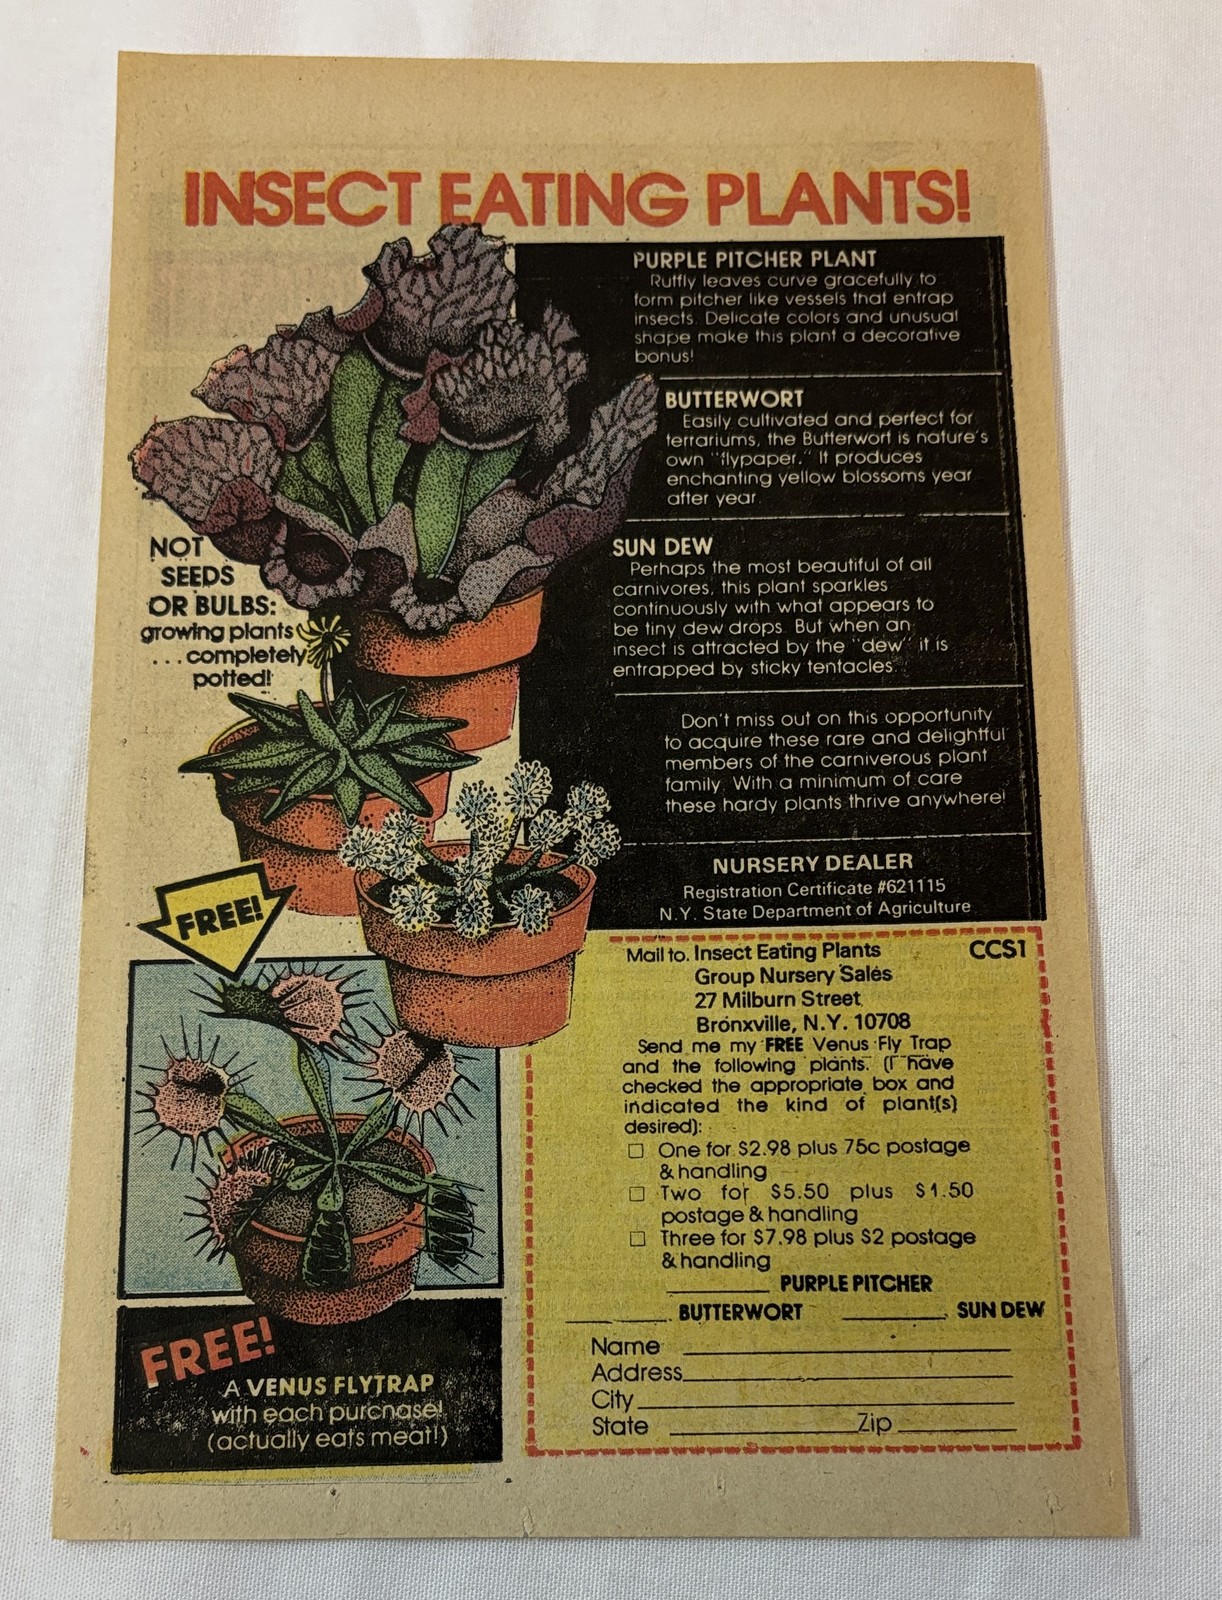 INSECT EATING PLANTS!
PURPLE PITCHER PLANT
Ruffly leaves curve gracefully to
form pitcher like vessels that entrap
insects. Delicate colors and unusual
shape make this plant a decorative
bonus!
BUTTERWORT
Easily cultivated and perfect for
terrariums, the Butterwort is nature's
own "flypaper." It produces
enchanting yellow blossoms year
after year.
SUN DEW
Perhaps the most beautiful of all
carnivores, this plant sparkles
continuously with what appears to
be tiny dew drops. But when an
insect is attracted by the "dew" it is
entrapped by sticky tentacles.
Don't miss out on this opportunity
to acquire these rare and delightful
members of the carniverous plant
family. With a minimum of care
these hardy plants thrive anywhere!
NURSERY DEALER
Registration Certificate #621115
N.Y. State Department of Agriculture
NOT
SEEDS
OR BULBS:
growing plants
...completely
potted!
FREE!
FREE!
A VENUS FLYTRAP
with each purchase!
(actually eats meat!)
Mail to: Insect Eating Plants CCS1
Group Nursery Sales
27 Milburn Street
Bronxville, N.Y. 10708
Send me my FREE Venus Fly Trap
and the following plants. (I have
checked the appropriate box and
indicated the kind of plant(s)
desired):
☐ One for $2.98 plus 75c postage
& handling
☐ Two for $5.50 plus $1.50
postage & handling
☐ Three for $7.98 plus $2 postage
& handling
______ PURPLE PITCHER
______ BUTTERWORT ______ SUN DEW
Name
Address
City
State Zip